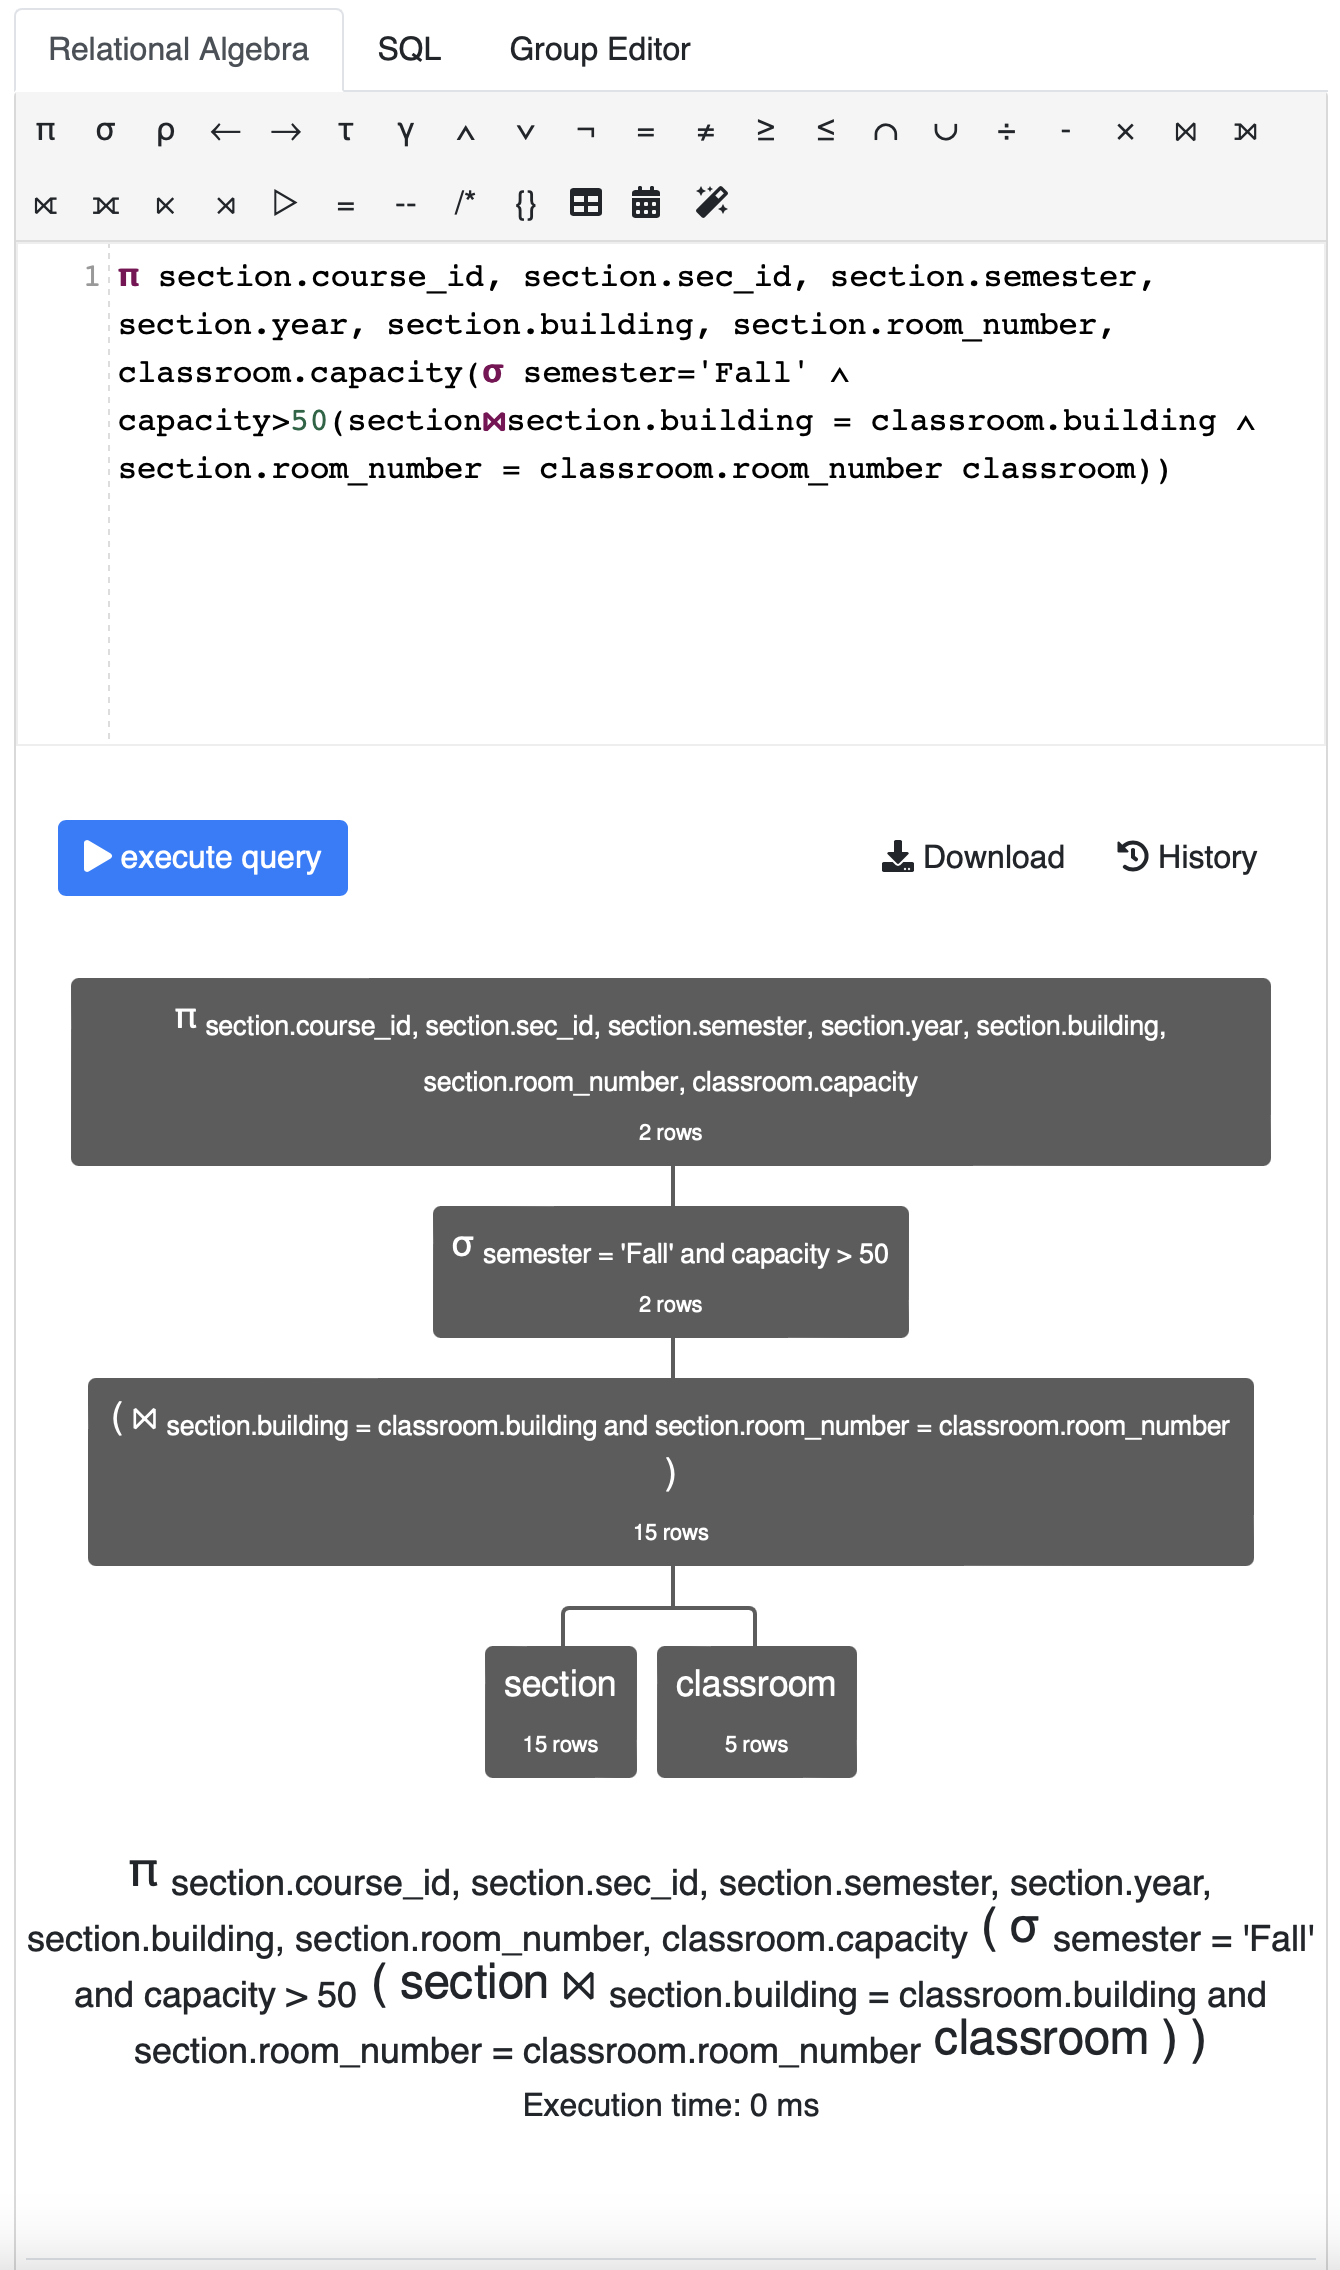 Relational Algebra SQL Group Editor
π σ ρ ← → τ γ ∧ ∨ ¬ = ≠ ≥ ≤ ∩ ∪ ÷ - × ⨝ ⟕
⟖ ⟗ ⋉ ⋊ ▷ = -- /* {}
1 π section.course_id, section.sec_id, section.semester,
section.year, section.building, section.room_number,
classroom.capacity(σ semester='Fall' ∧
capacity>50(section⨝section.building = classroom.building ∧
section.room_number = classroom.room_number classroom))
execute query Download History
π section.course_id, section.sec_id, section.semester, section.year, section.building,
section.room_number, classroom.capacity
2 rows
σ semester = 'Fall' and capacity > 50
2 rows
( ⨝ section.building = classroom.building and section.room_number = classroom.room_number
)
15 rows
section classroom
15 rows 5 rows
π section.course_id, section.sec_id, section.semester, section.year,
section.building, section.room_number, classroom.capacity ( σ semester = 'Fall'
and capacity > 50 ( section ⨝ section.building = classroom.building and
section.room_number = classroom.room_number classroom ) )
Execution time: 0 ms